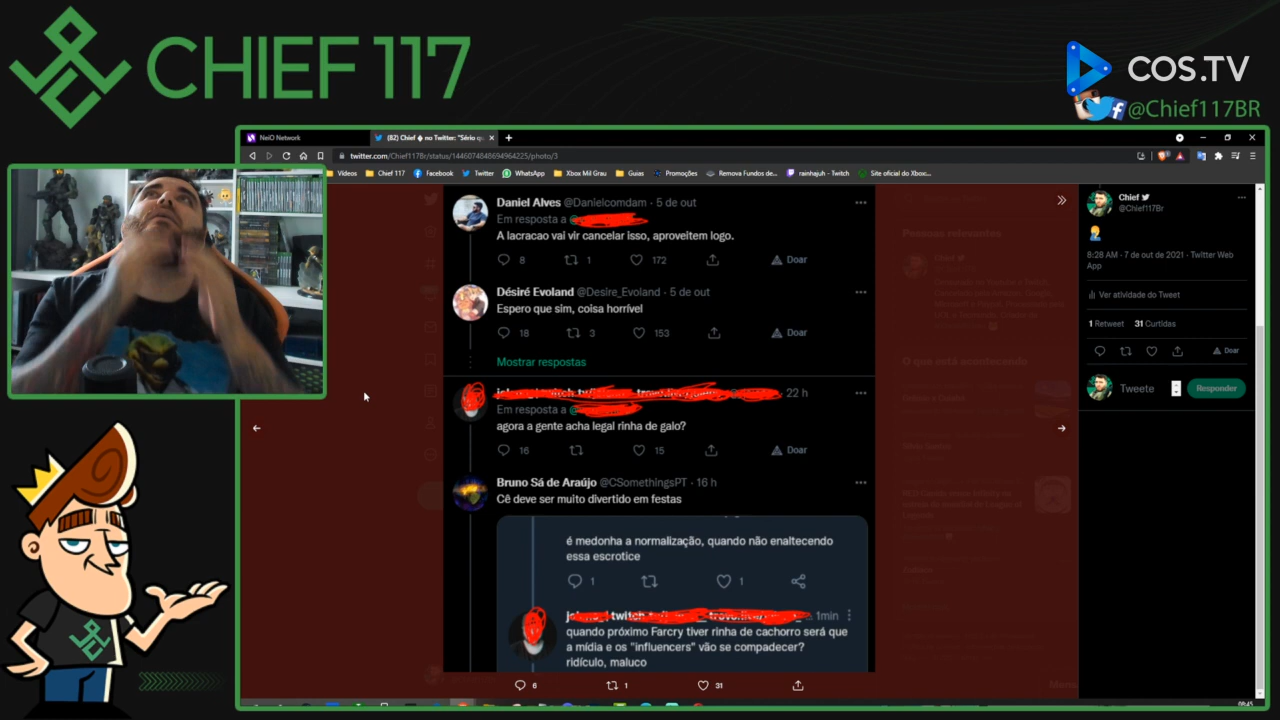 CHIEF 117
COS.TV
@Chief117BR
NeiO Network
(82) Chief no Twitter: "Sério q
twitter.com/Chief117Br/status/1446074848694964225/photo/3
Vídeos
Chief 117
Facebook
Twitter
WhatsApp
Xbox Mil Grau
Guias
Promoções
Remova Fundos de...
rainhajuh - Twitch
Site oficial do Xbox...
Daniel Alves @Danielcomdam · 5 de out
Em resposta a @
A lacracao vai vir cancelar isso, aproveitem logo.
8 1 172 Doar
Désiré Evoland @Desire_Evoland · 5 de out
Espero que sim, coisa horrível
18 3 153 Doar
Mostrar respostas
22 h
Em resposta a @
agora a gente acha legal rinha de galo?
16 15 Doar
Bruno Sá de Araújo @CSomethingsPT · 16 h
Cê deve ser muito divertido em festas
é medonha a normalização, quando não enaltecendo
essa escrotice
1 1
1min
quando próximo Farcry tiver rinha de cachorro será que
a mídia e os "influencers" vão se compadecer?
ridículo, maluco
6 1 31
Chief
@Chief117Br
8:28 AM · 7 de out de 2021 · Twitter Web
App
Ver atividade do Tweet
1 Retweet 31 Curtidas
Doar
Tweete
Responder
Pessoas relevantes
O que está acontecendo
09:45